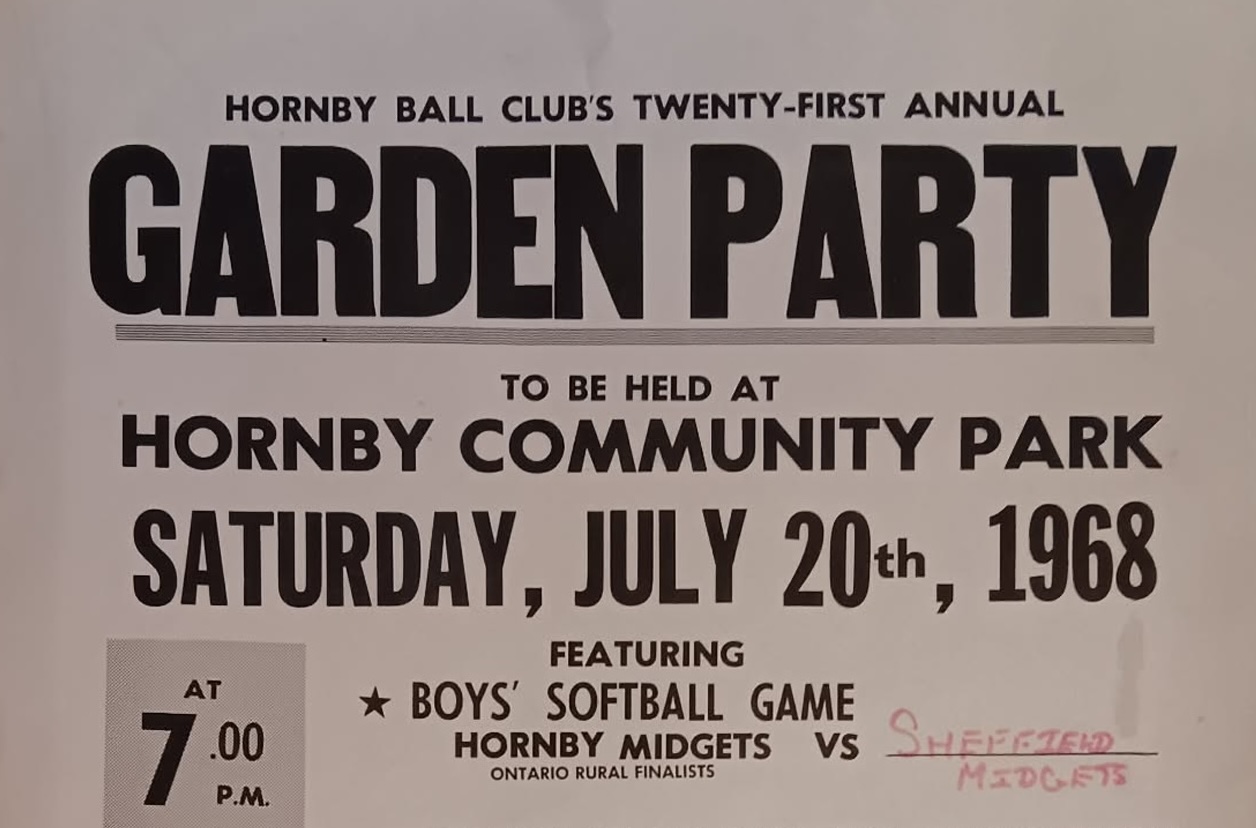 HORNBY BALL CLUB'S TWENTY-FIRST ANNUAL
GARDEN PARTY
TO BE HELD AT
HORNBY COMMUNITY PARK
SATURDAY, JULY 20th, 1968
AT
7.00
P.M.
FEATURING
★ BOYS' SOFTBALL GAME
HORNBY MIDGETS VS SHEFFIELD
MIDGETS
ONTARIO RURAL FINALISTS